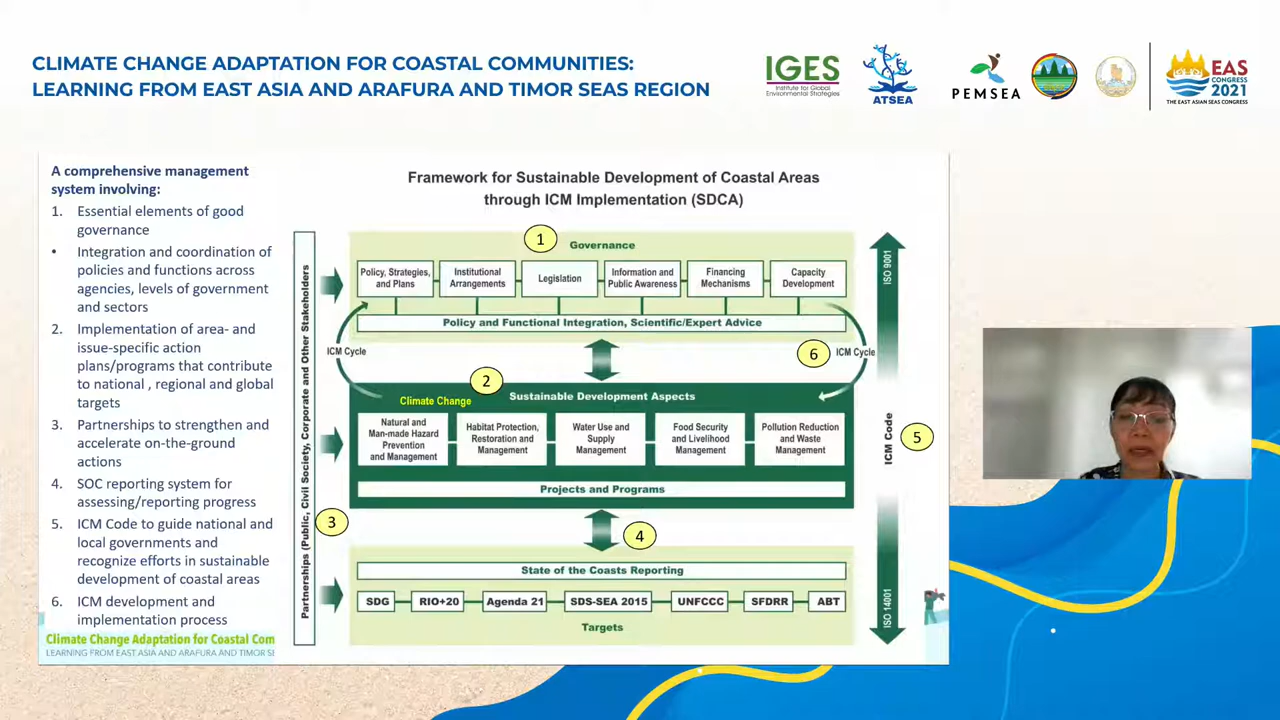 CLIMATE CHANGE ADAPTATION FOR COASTAL COMMUNITIES:
LEARNING FROM EAST ASIA AND ARAFURA AND TIMOR SEAS REGION
IGES
Institute for Global
Environmental Strategies
ATSEA
PEMSEA
EAS
CONGRESS
2021
THE EAST ASIAN SEAS CONGRESS
A comprehensive management
system involving:
1. Essential elements of good
governance
• Integration and coordination of
policies and functions across
agencies, levels of government
and sectors
2. Implementation of area- and
issue-specific action
plans/programs that contribute
to national , regional and global
targets
3. Partnerships to strengthen and
accelerate on-the-ground
actions
4. SOC reporting system for
assessing/reporting progress
5. ICM Code to guide national and
local governments and
recognize efforts in sustainable
development of coastal areas
6. ICM development and
implementation process
Climate Change Adaptation for Coastal Com
LEARNING FROM EAST ASIA AND ARAFURA AND TIMOR SE
Framework for Sustainable Development of Coastal Areas
through ICM Implementation (SDCA)
Partnerships (Public, Civil Society, Corporate and Other Stakeholders
1
Governance
Policy, Strategies,
and Plans
Institutional
Arrangements
Legislation
Information and
Public Awareness
Financing
Mechanisms
Capacity
Development
Policy and Functional Integration, Scientific/Expert Advice
ICM Cycle
6
ICM Cycle
2
Climate Change
Sustainable Development Aspects
Natural and
Man-made Hazard
Prevention
and Management
Habitat Protection,
Restoration and
Management
Water Use and
Supply
Management
Food Security
and Livelihood
Management
Pollution Reduction
and Waste
Management
Projects and Programs
3
4
State of the Coasts Reporting
SDG
RIO+20
Agenda 21
SDS-SEA 2015
UNFCCC
SFDRR
ABT
Targets
ISO 9001
ICM Code
5
ISO 14001